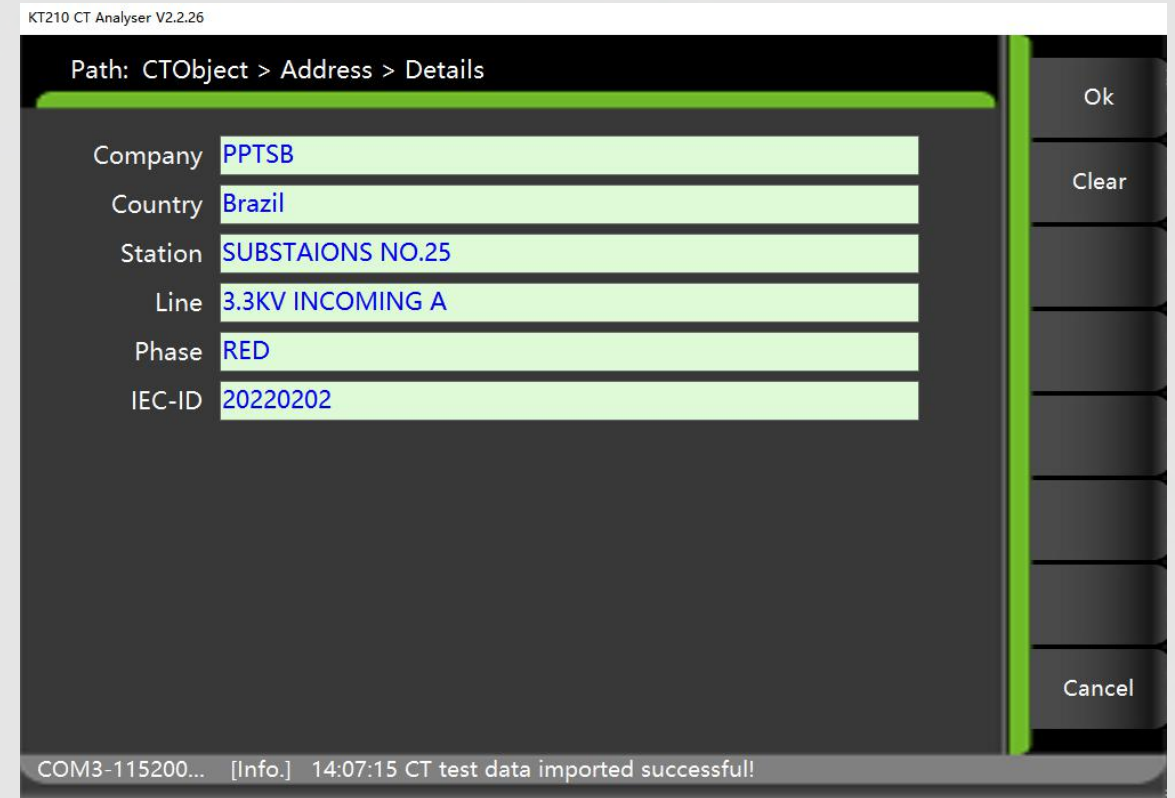 KT210 CT Analyser V2.2.26
Path: CTObject > Address > Details
Ok
Company PPTSB
Clear
Country Brazil
Station SUBSTAIONS NO.25
Line 3.3KV INCOMING A
Phase RED
IEC-ID 20220202
Cancel
COM3-115200... [Info.] 14:07:15 CT test data imported successful!